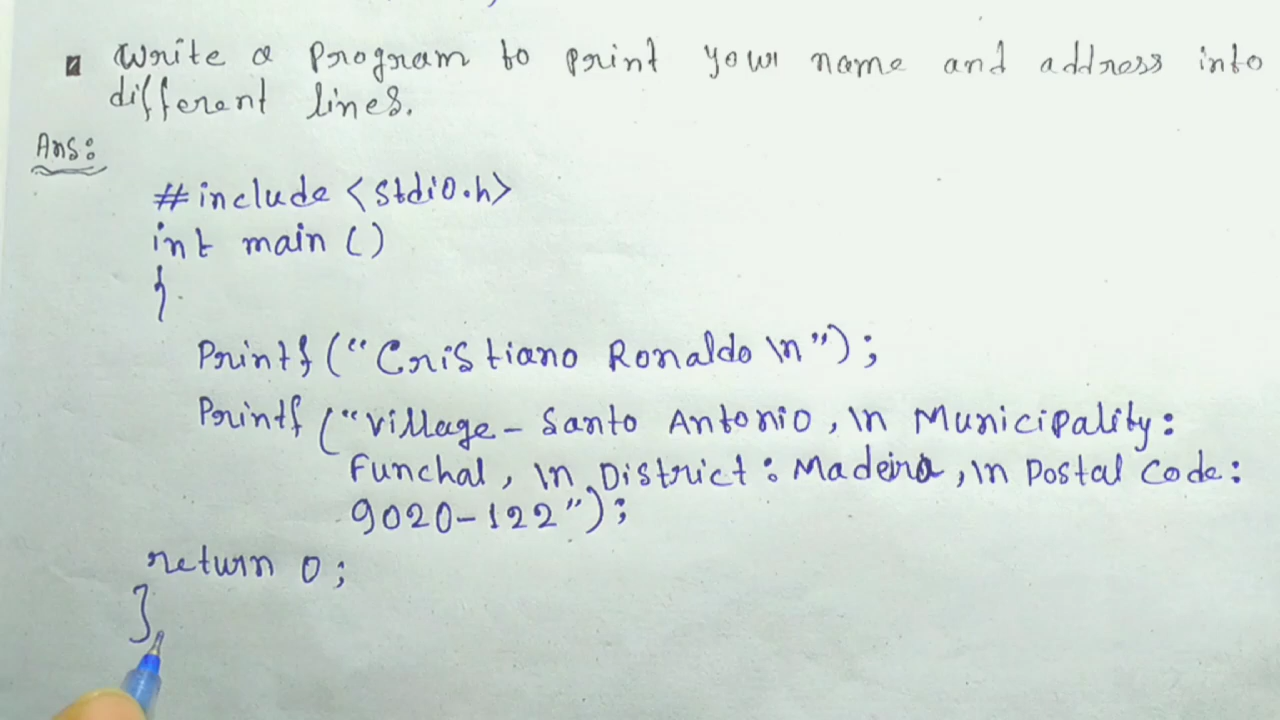 Write a Program to print your name and address into
different lines.
Ans:
#include <stdio.h>
int main ()
{
Printf ("Cristiano Ronaldo \n");
Printf ("Village - Santo Antonio, \n Municipality:
Funchal, \n District: Madeira, \n Postal Code:
9020-122");
return 0;
}